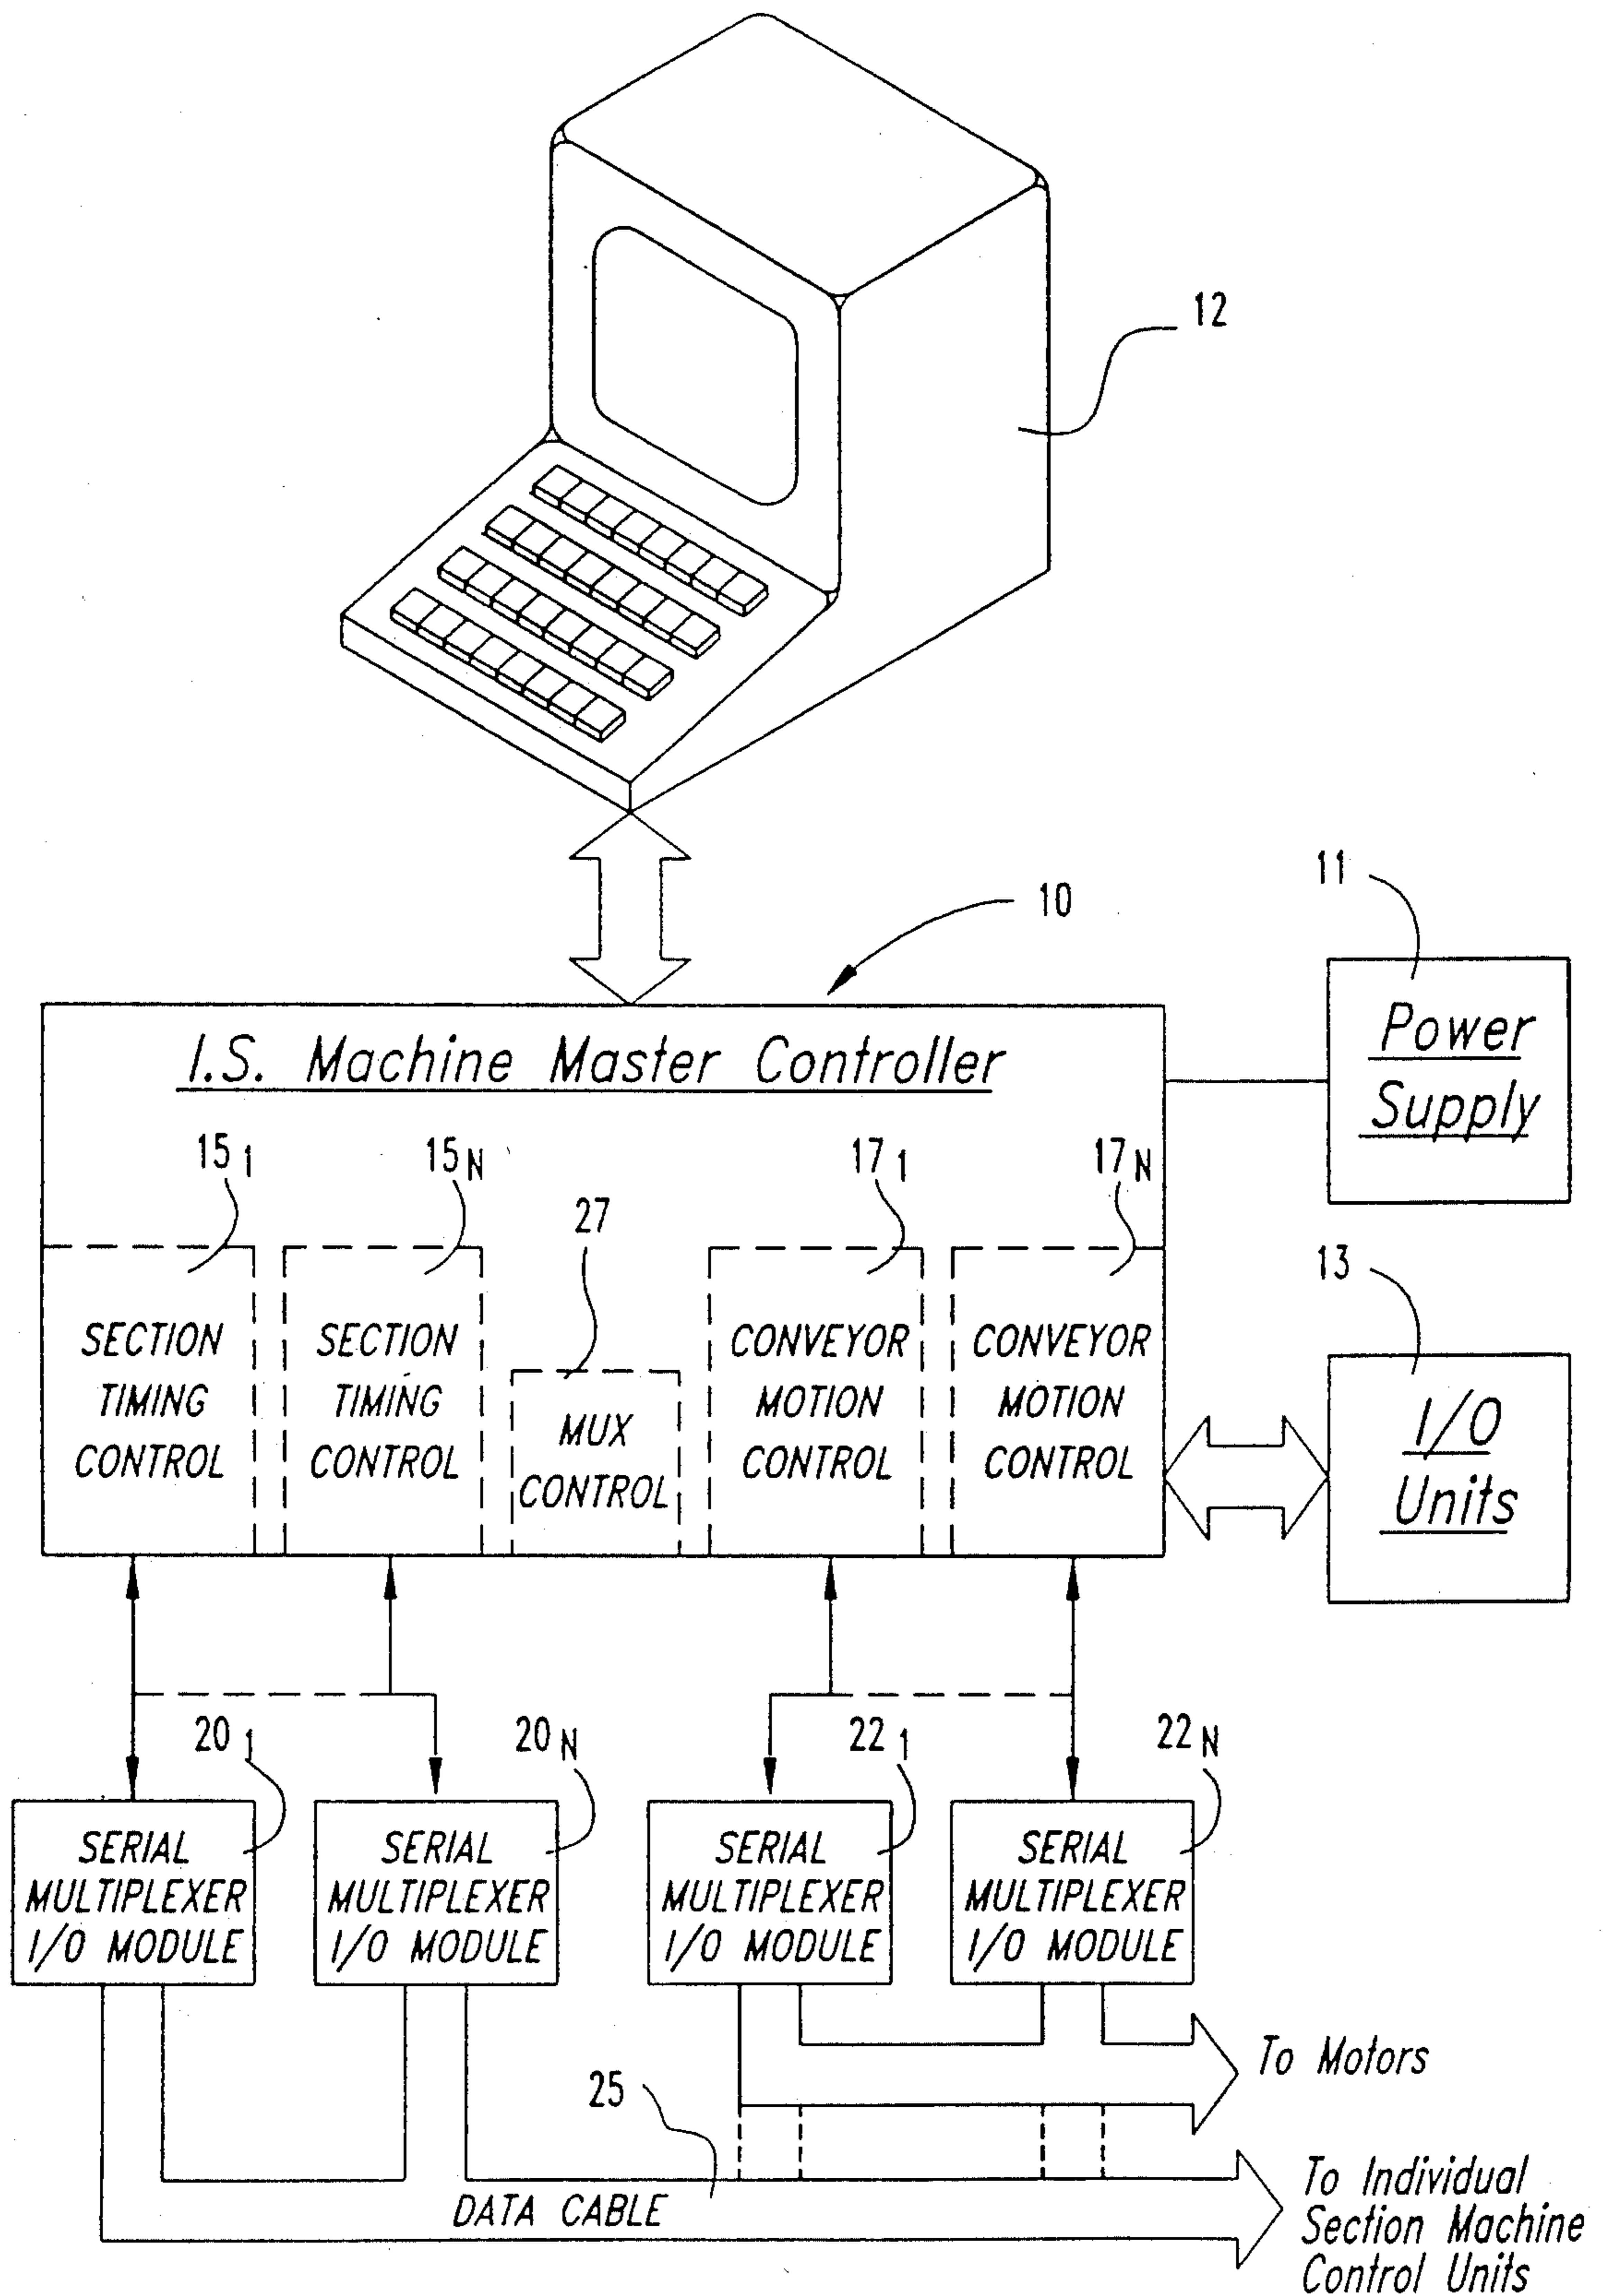 12
10
11
Power
Supply
I.S. Machine Master Controller
15 1
15 N
27
17 1
17 N
13
SECTION
TIMING
CONTROL
SECTION
TIMING
CONTROL
MUX
CONTROL
CONVEYOR
MOTION
CONTROL
CONVEYOR
MOTION
CONTROL
I/O
Units
20 1
20 N
22 1
22 N
SERIAL
MULTIPLEXER
I/O MODULE
SERIAL
MULTIPLEXER
I/O MODULE
SERIAL
MULTIPLEXER
I/O MODULE
SERIAL
MULTIPLEXER
I/O MODULE
To Motors
25
DATA CABLE
To Individual
Section Machine
Control Units